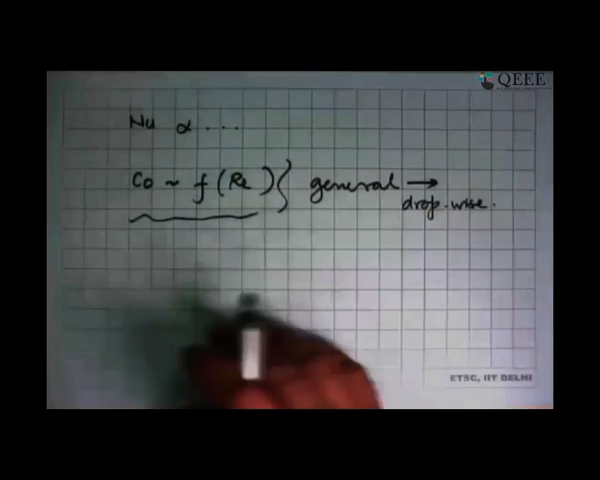 QEEE
Nu α ...
Co ~ f(Re)} general →
drop-wise.
ETSC, IIT DELHI